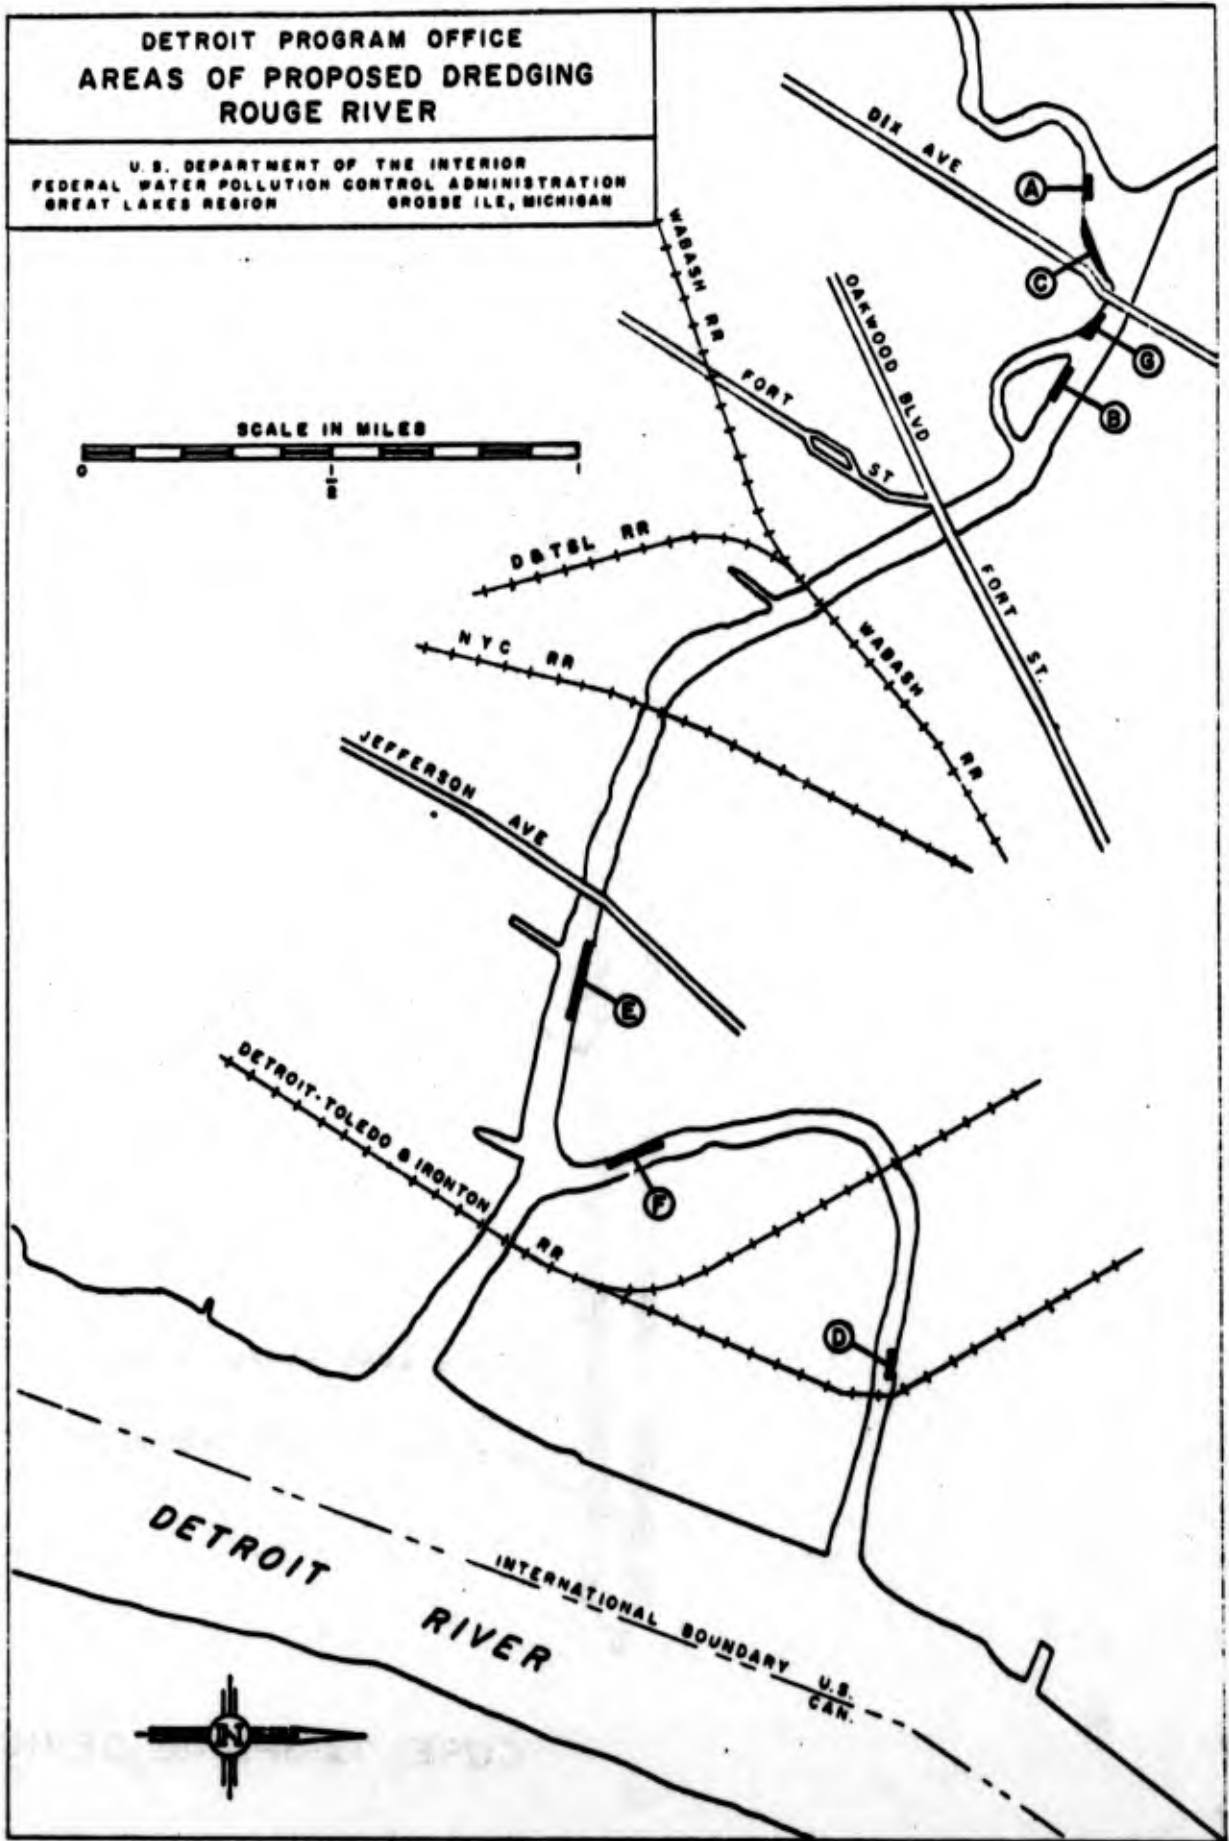 DETROIT PROGRAM OFFICE
AREAS OF PROPOSED DREDGING
ROUGE RIVER
U. S. DEPARTMENT OF THE INTERIOR
FEDERAL WATER POLLUTION CONTROL ADMINISTRATION
GREAT LAKES REGION GROSSE ILE, MICHIGAN
DIX AVE
A
WABASH RR
C
OAKWOOD BLVD
G
FORT ST
B
SCALE IN MILES
0 1/2 1
D & TSL RR
FORT ST.
NYC RR
WABASH RR
JEFFERSON AVE
E
DETROIT-TOLEDO & IRONTON RR
F
D
DETROIT RIVER
INTERNATIONAL BOUNDARY U.S.
CAN.
N